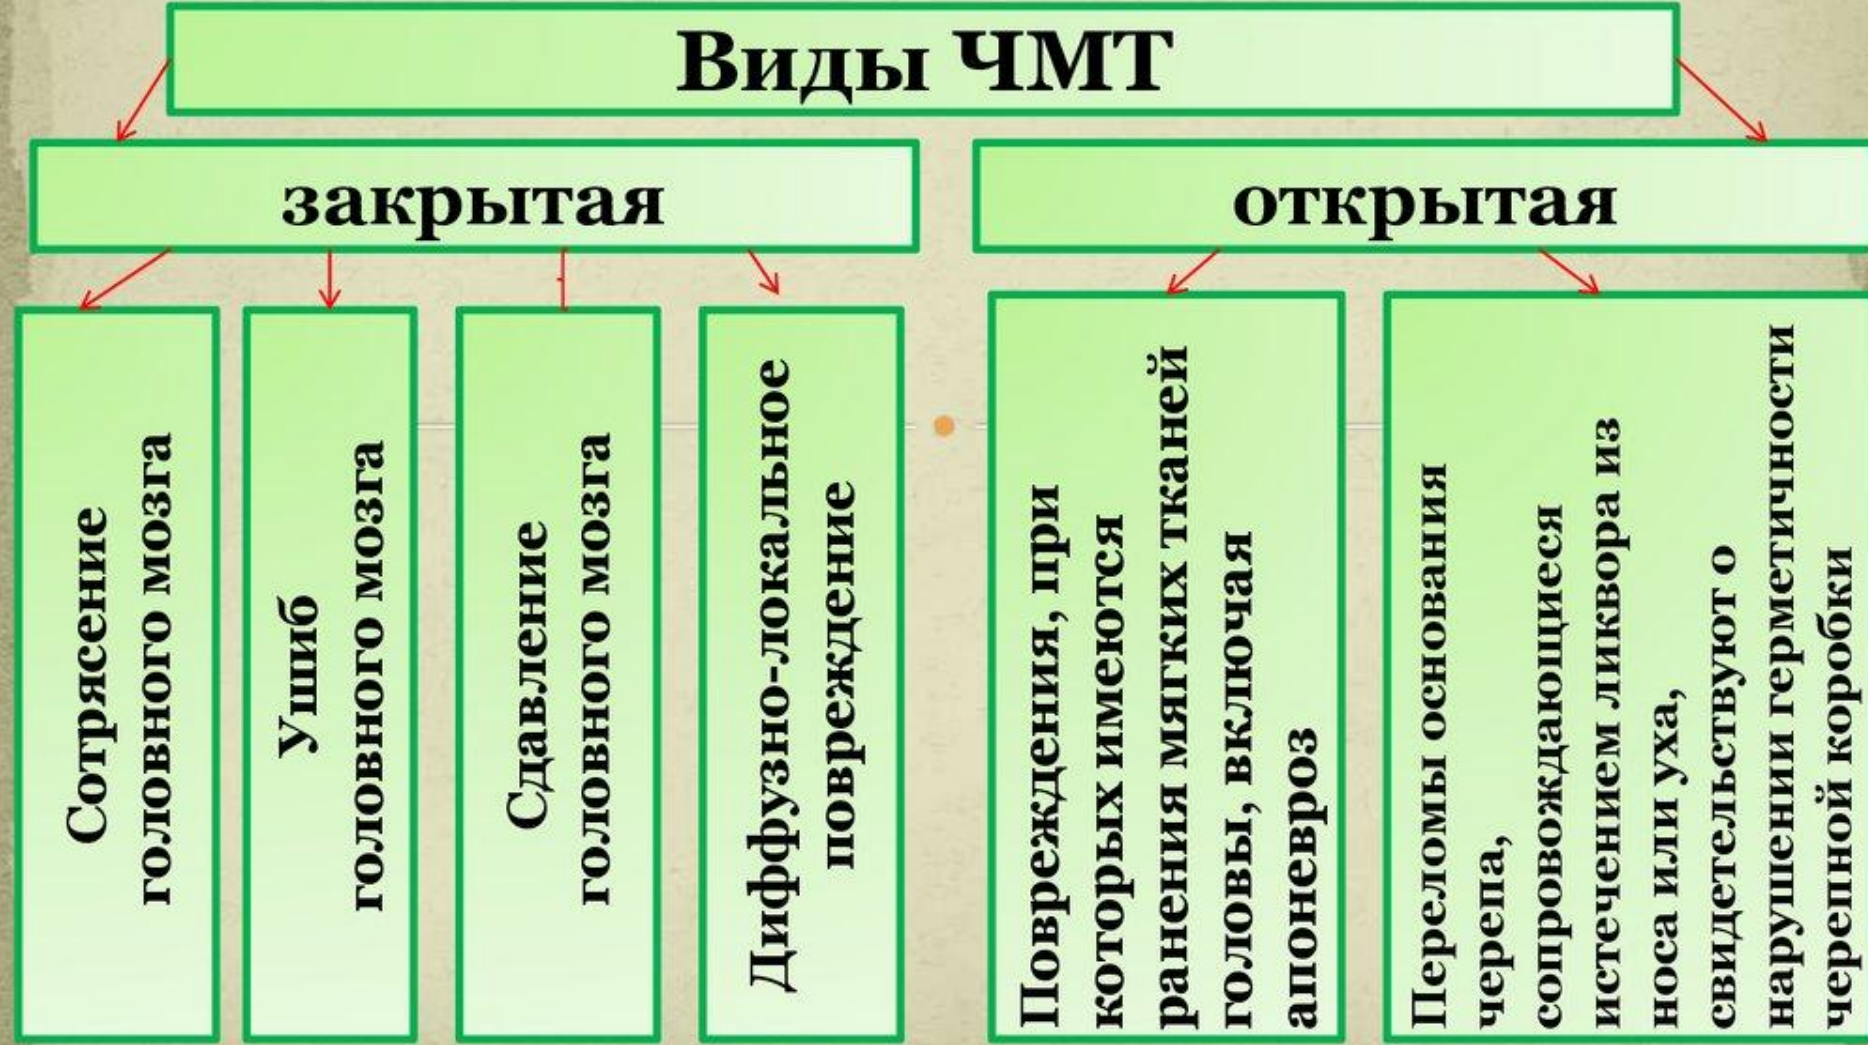 Виды ЧМТ
закрытая
открытая
Сотрясение
головного мозга
Ушиб
головного мозга
Сдавление
головного мозга
Диффузно-локальное
повреждение
Повреждения, при
которых имеются
ранения мягких тканей
головы, включая
апоневроз
Переломы основания
черепа,
сопровождающиеся
истечением ликвора из
носа или уха,
свидетельствуют о
нарушении герметичности
черепной коробки